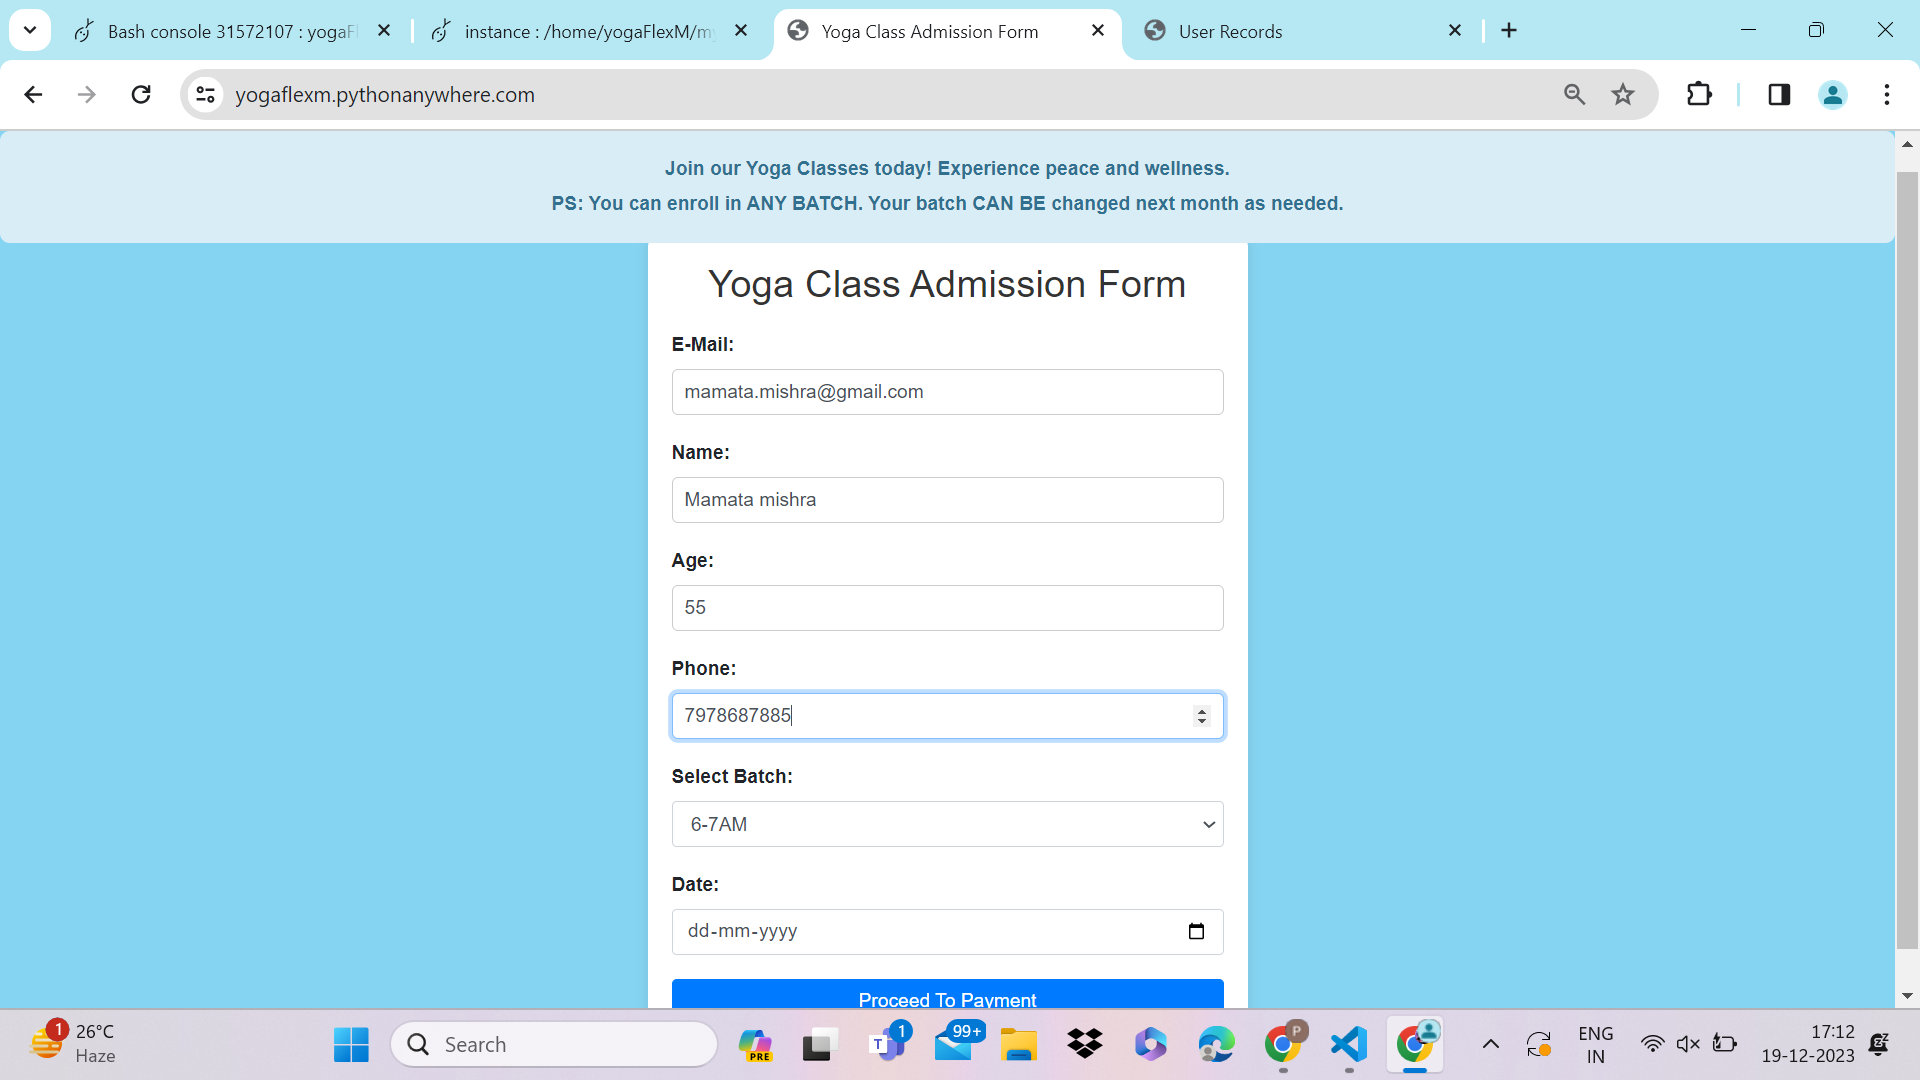 Bash console 31572107 : yogaFl
instance : /home/yogaFlexM/my
Yoga Class Admission Form
User Records
yogaflexm.pythonanywhere.com
Join our Yoga Classes today! Experience peace and wellness.
PS: You can enroll in ANY BATCH. Your batch CAN BE changed next month as needed.
Yoga Class Admission Form
E-Mail:
mamata.mishra@gmail.com
Name:
Mamata mishra
Age:
55
Phone:
7978687885
Select Batch:
6-7AM
Date:
dd-mm-yyyy
Proceed To Payment
1
26°C
Haze
Search
PRE
T
1
99+
P
ENG
IN
17:12
19-12-2023